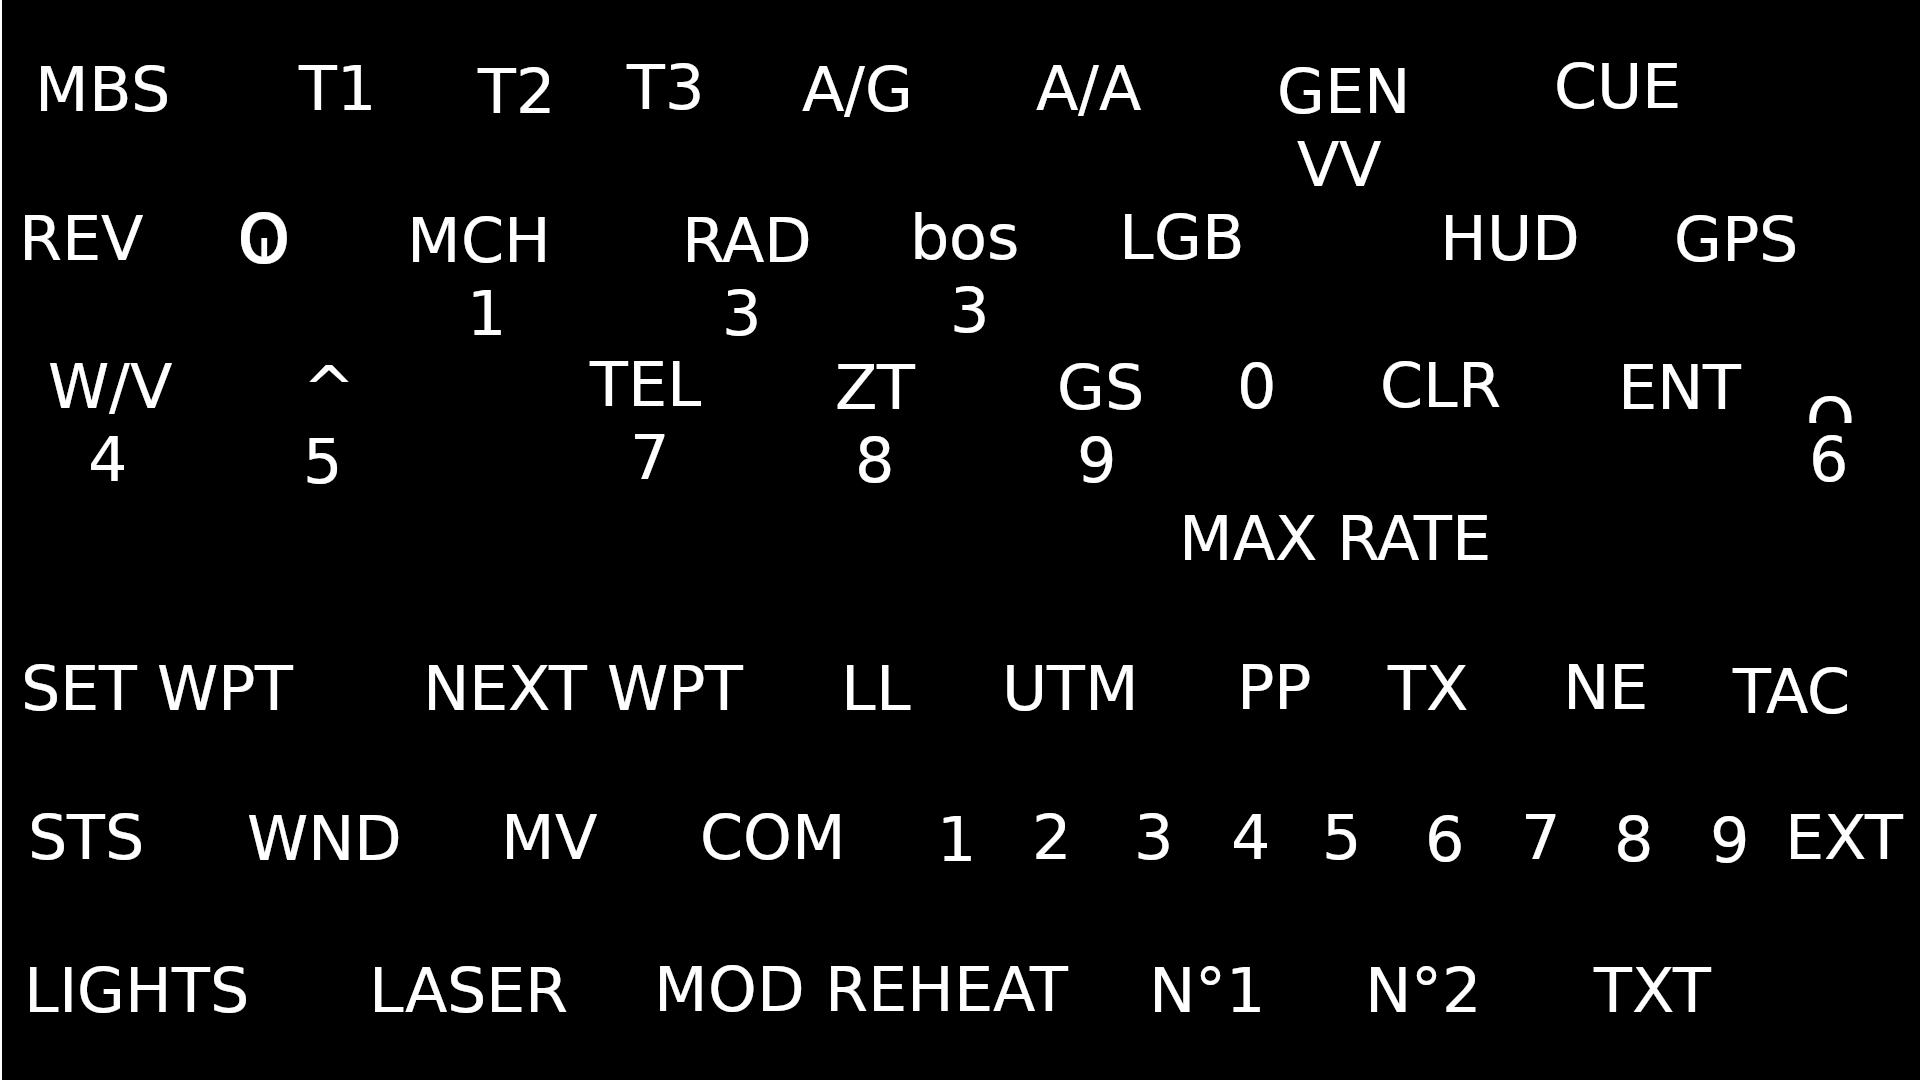 MBS T1 T2 T3 A/G A/A GEN CUE
VV
REV MCH RAD bos LGB HUD GPS
1 3 3
W/V ^ TEL ZT GS 0 CLR ENT
4 5 7 8 9 6
MAX RATE
SET WPT NEXT WPT LL UTM PP TX NE TAC
STS WND MV COM 1 2 3 4 5 6 7 8 9 EXT
LIGHTS LASER MOD REHEAT N°1 N°2 TXT